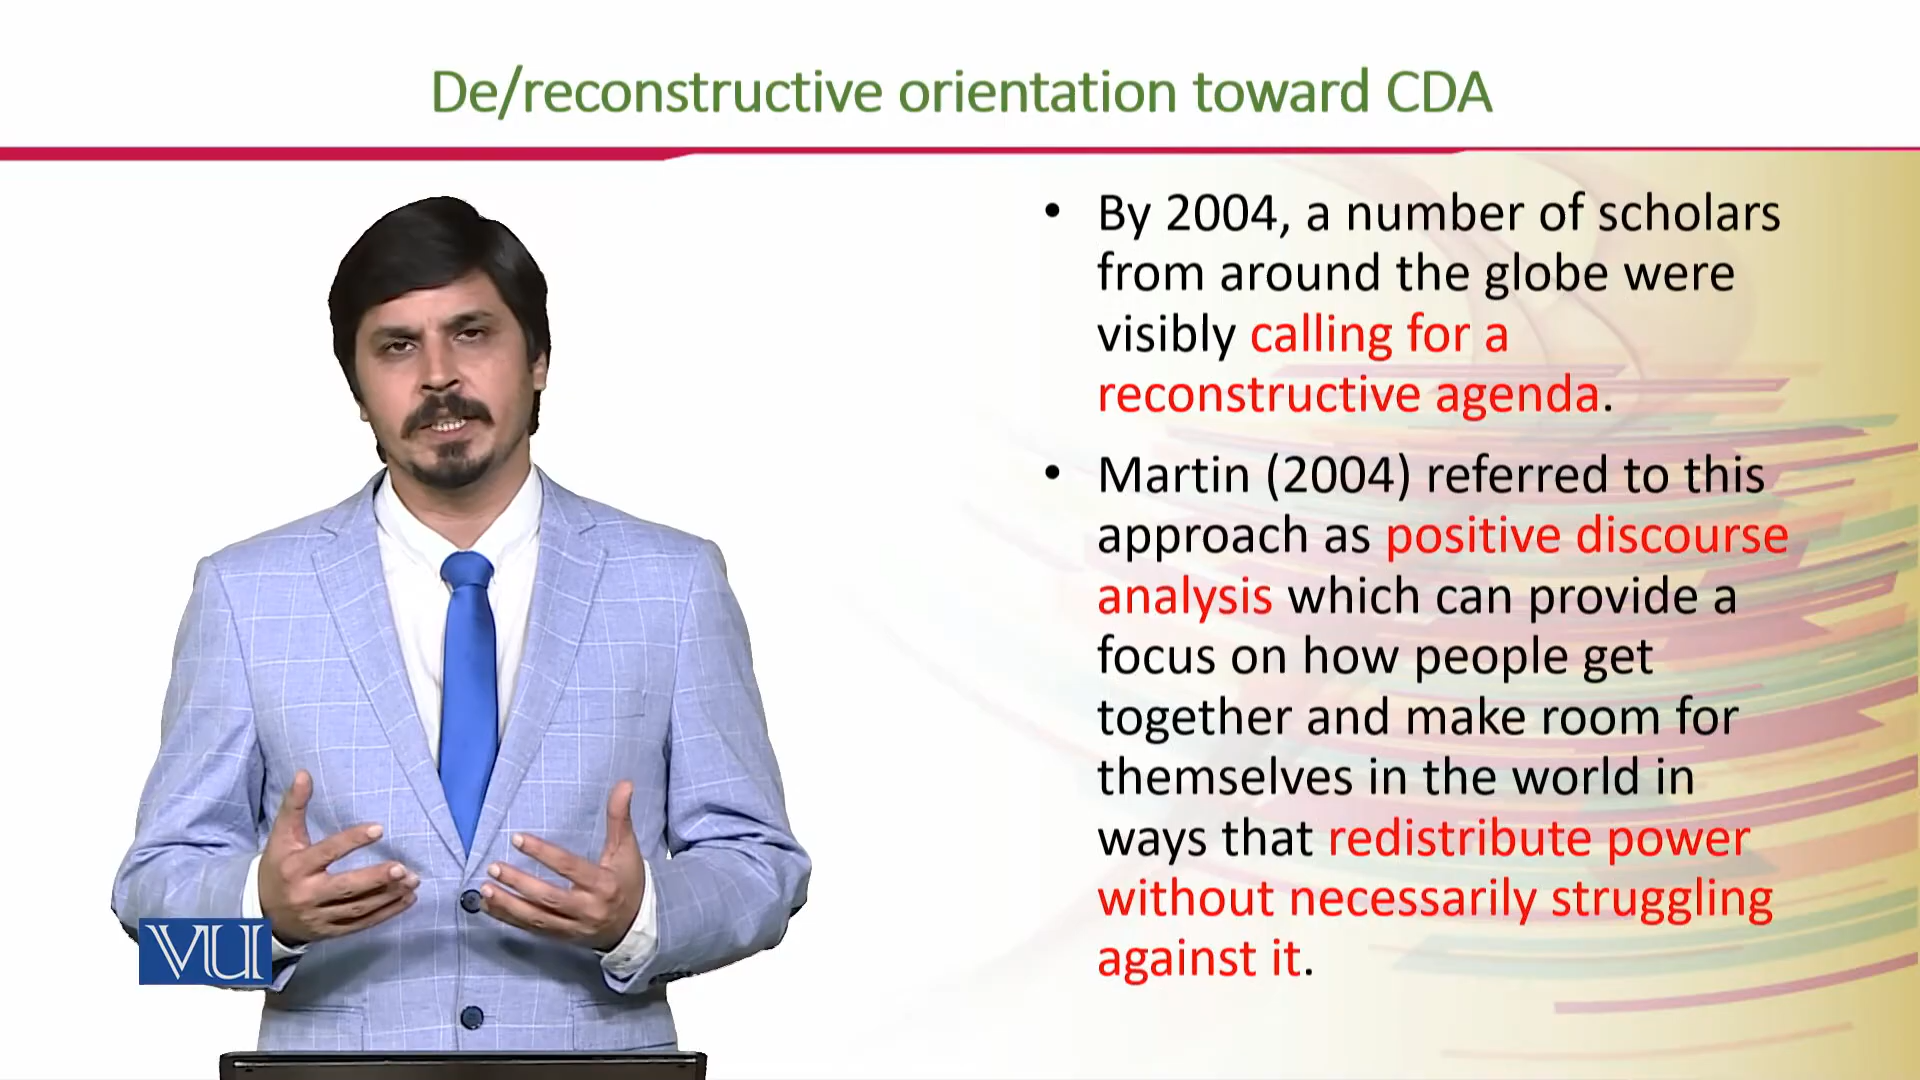 De/reconstructive orientation toward CDA
• By 2004, a number of scholars
from around the globe were
visibly calling for a
reconstructive agenda.
• Martin (2004) referred to this
approach as positive discourse
analysis which can provide a
focus on how people get
together and make room for
themselves in the world in
ways that redistribute power
without necessarily struggling
against it.
VU